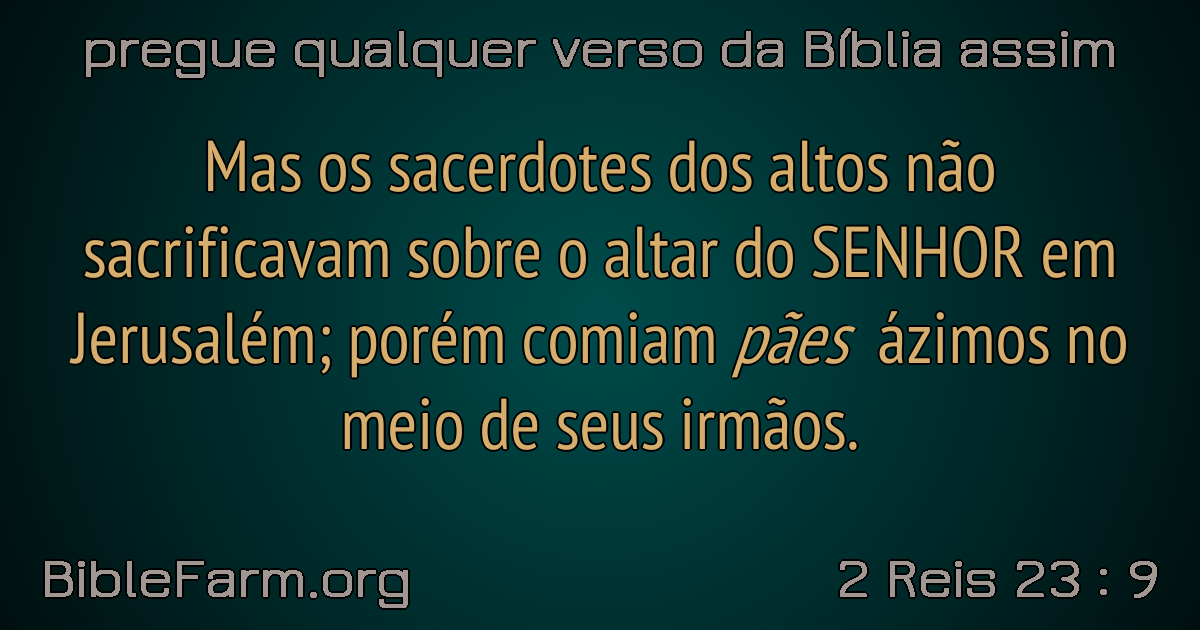 pregue qualquer verso da Bíblia assim
Mas os sacerdotes dos altos não
sacrificavam sobre o altar do SENHOR em
Jerusalém; porém comiam pães ázimos no
meio de seus irmãos.
BibleFarm.org
2 Reis 23 : 9